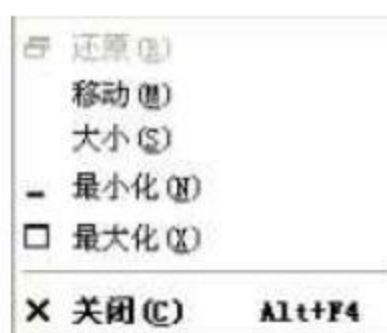 还原(R)
移动(M)
大小(S)
最小化(N)
最大化(X)
关闭(C) Alt+F4